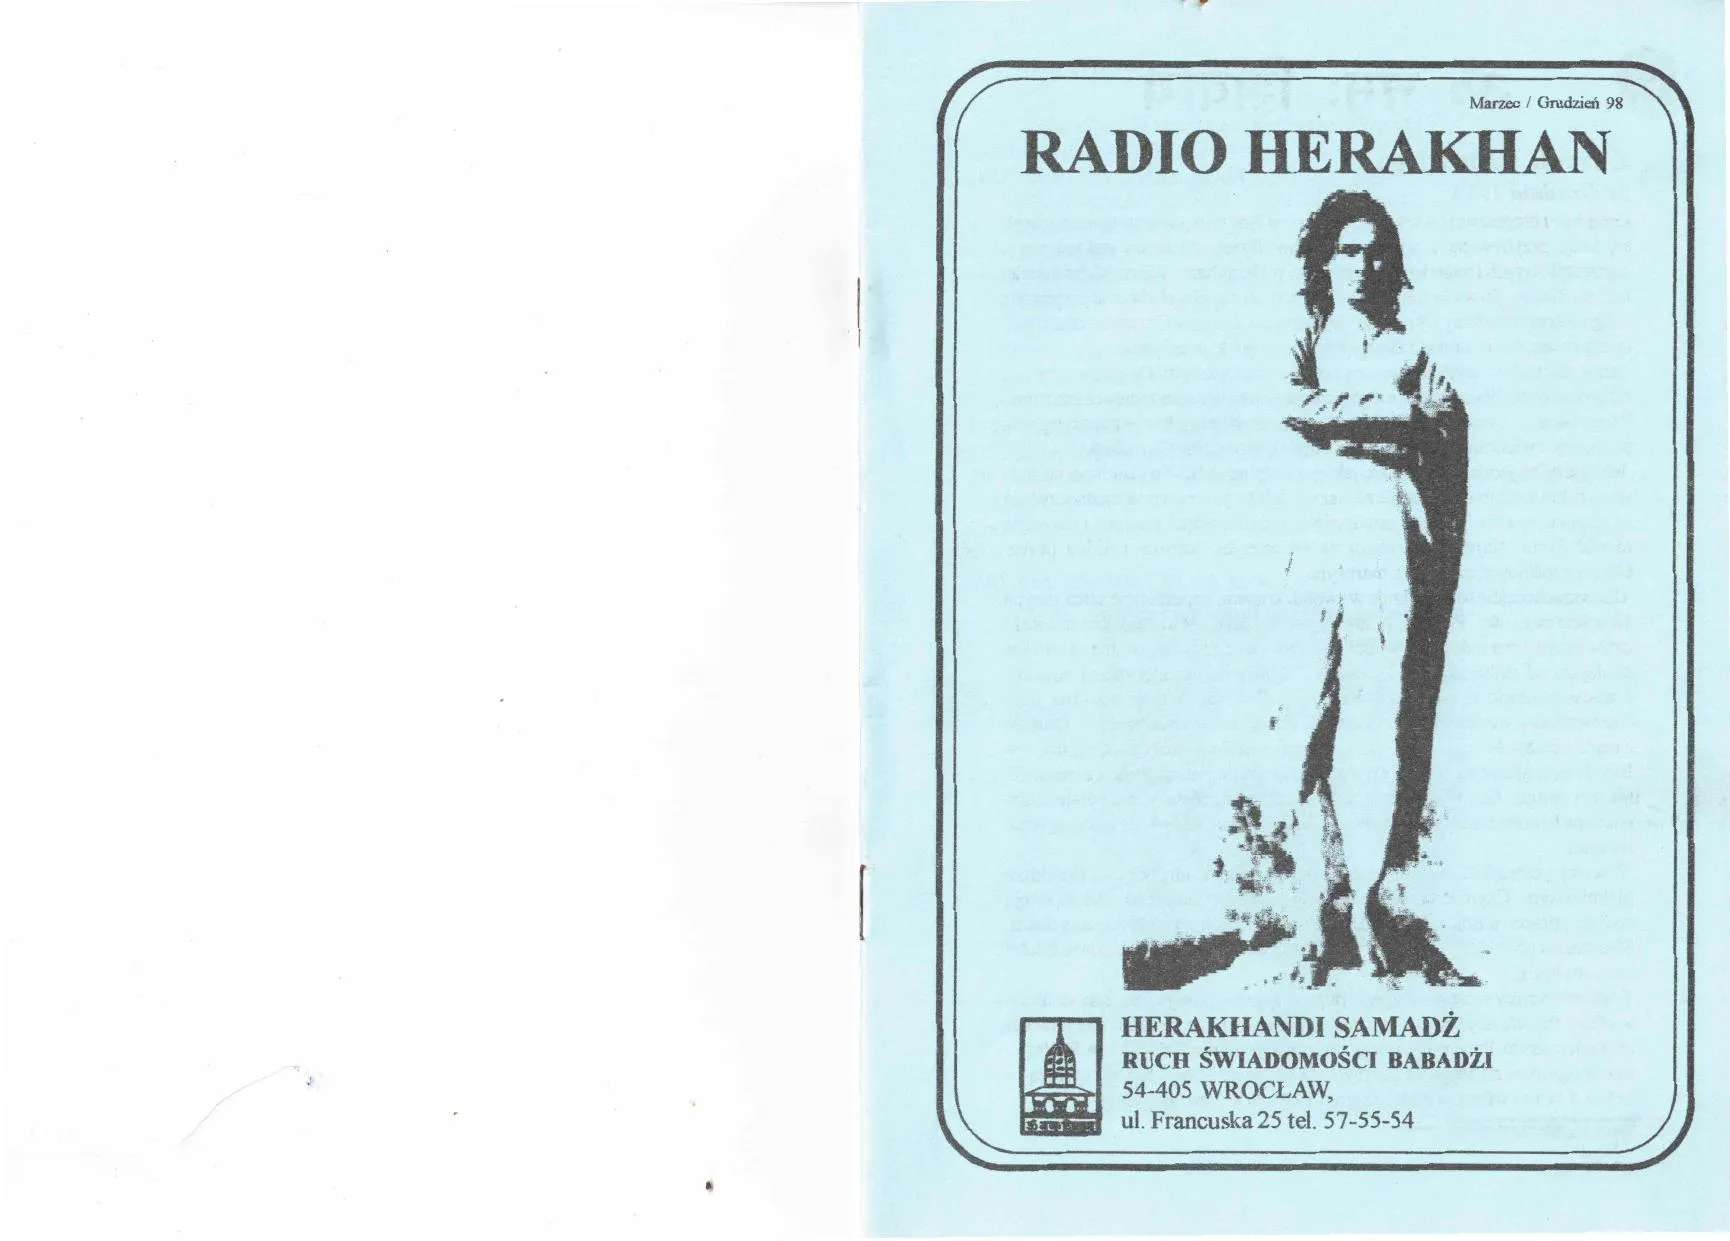 Marzec / Grudzień 98
RADIO HERAKHAN
HERAKHANDI SAMADŻ
RUCH ŚWIADOMOŚCI BABADŻI
54-405 WROCŁAW,
ul. Francuska 25 tel. 57-55-54